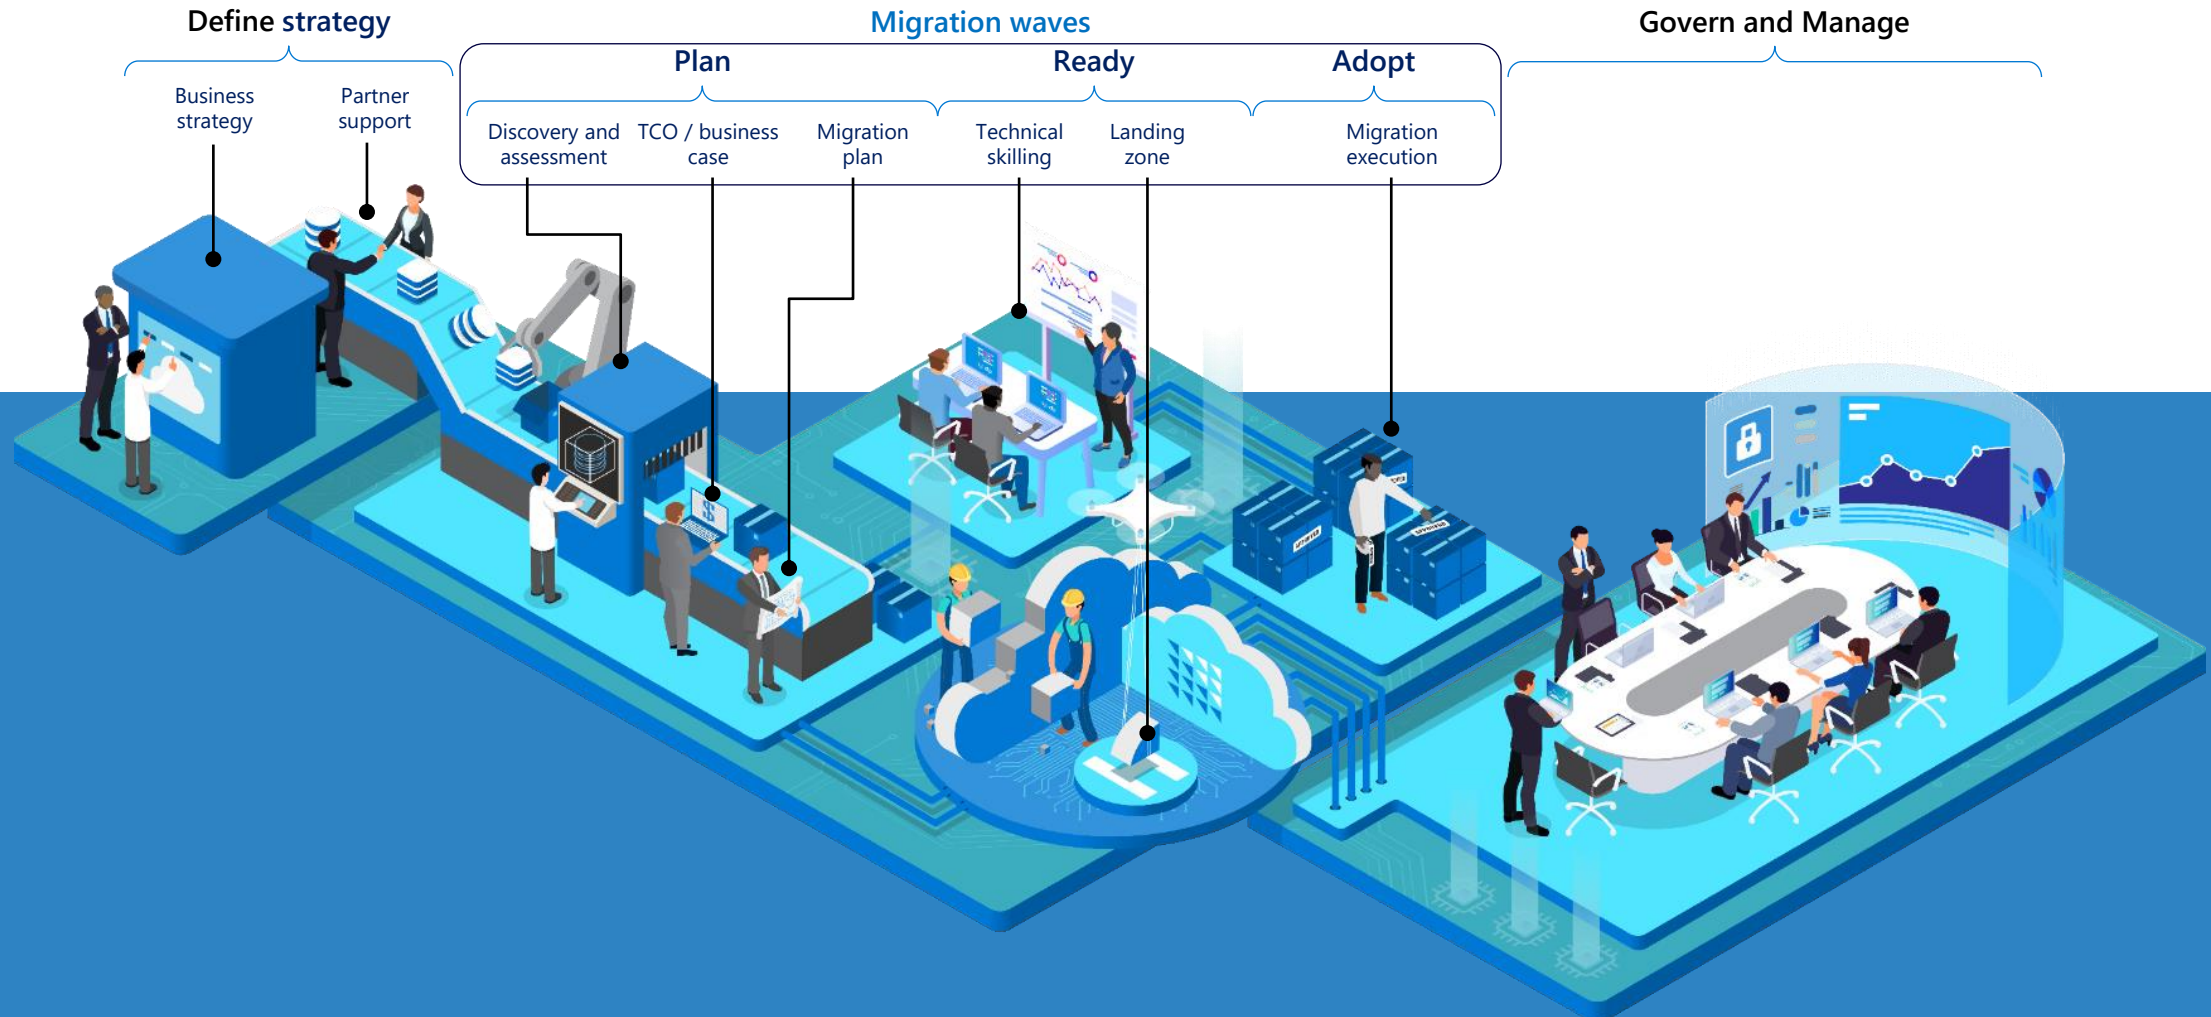 Define strategy
Migration waves
Govern and Manage
Plan
Ready
Adopt
Business
strategy
Partner
support
Discovery and
assessment
TCO / business
case
Migration
plan
Technical
skilling
Landing
zone
Migration
execution
$